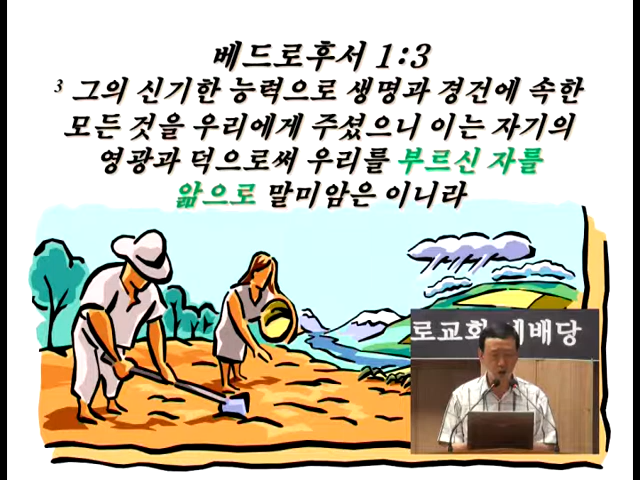 베드로후서 1:3
3 그의 신기한 능력으로 생명과 경건에 속한
모든 것을 우리에게 주셨으니 이는 자기의
영광과 덕으로써 우리를 부르신 자를
앎으로 말미암은 이니라
로교회 예배당